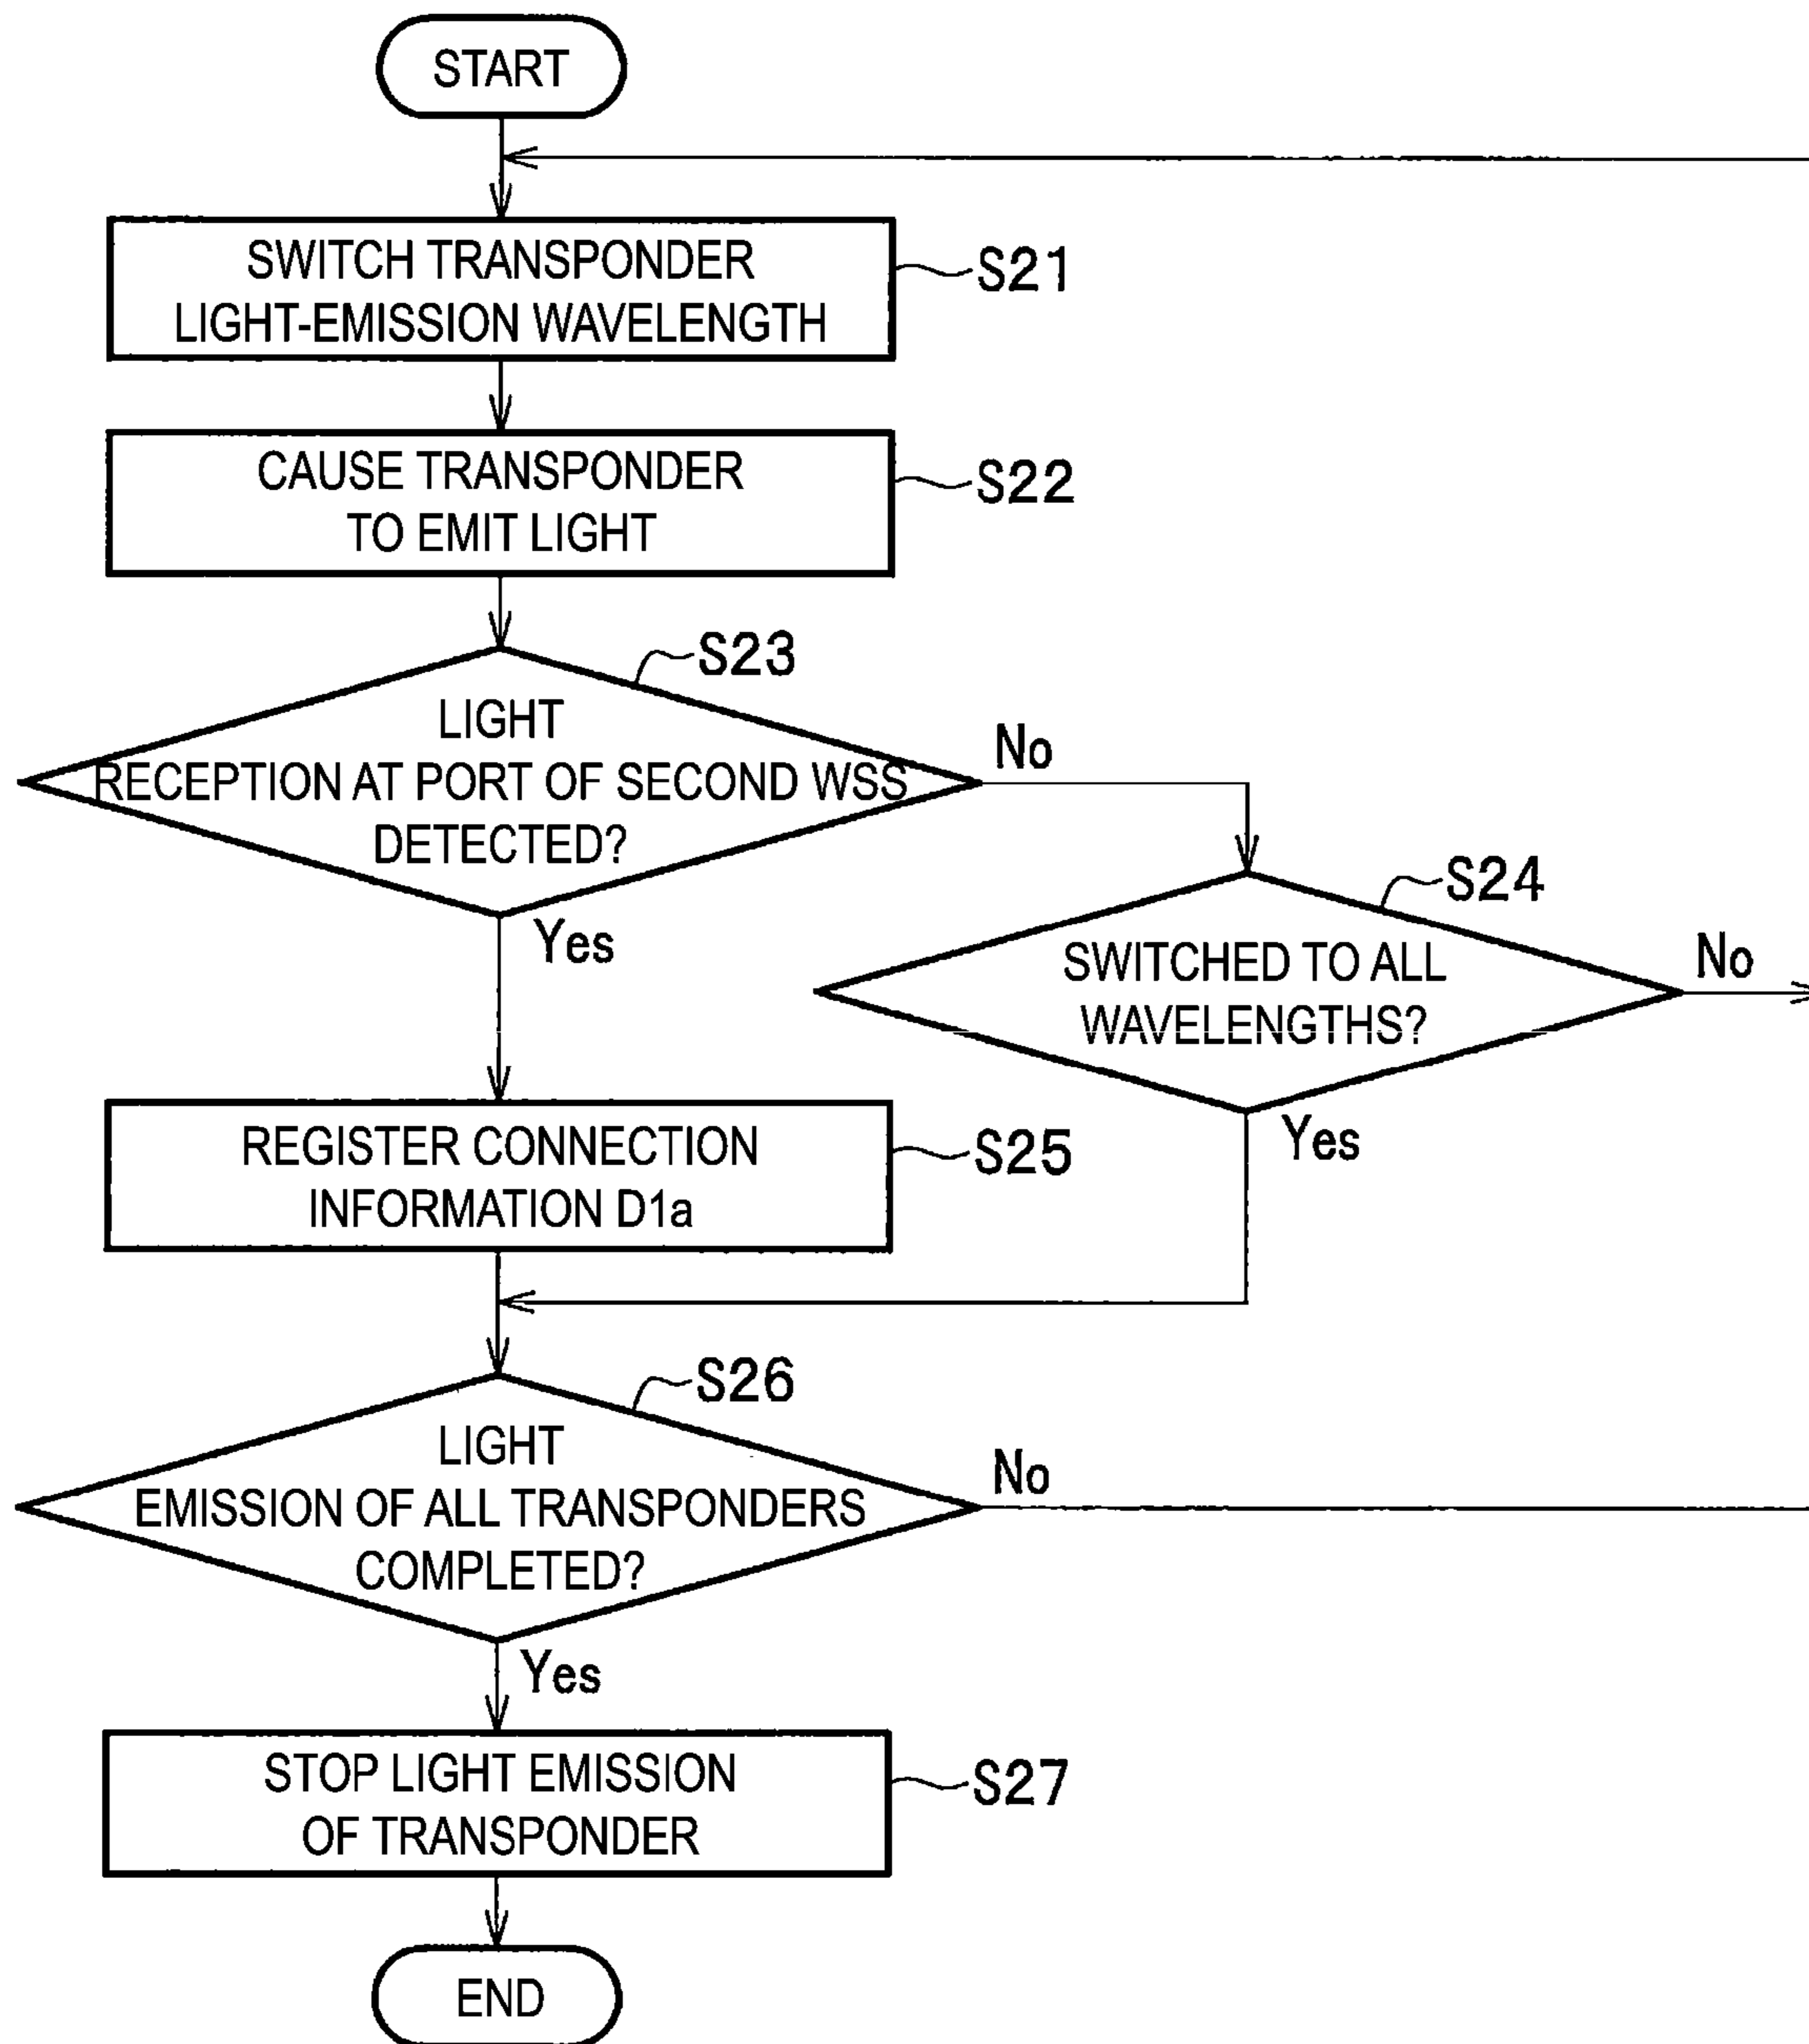 START
SWITCH TRANSPONDER
LIGHT-EMISSION WAVELENGTH
S21
CAUSE TRANSPONDER
TO EMIT LIGHT
S22
S23
LIGHT
RECEPTION AT PORT OF SECOND WSS
DETECTED?
No
Yes
S24
SWITCHED TO ALL
WAVELENGTHS?
No
Yes
REGISTER CONNECTION
INFORMATION D1a
S25
S26
LIGHT
EMISSION OF ALL TRANSPONDERS
COMPLETED?
No
Yes
STOP LIGHT EMISSION
OF TRANSPONDER
S27
END